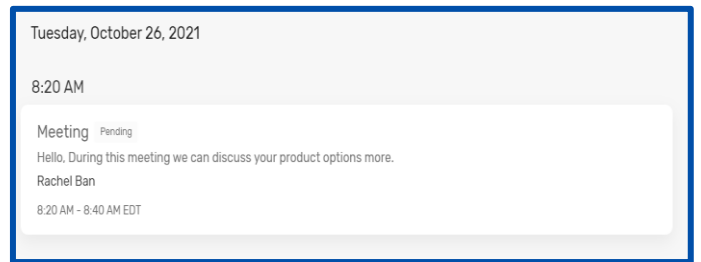 Tuesday, October 26, 2021
8:20 AM
Meeting Pending
Hello, During this meeting we can discuss your product options more.
Rachel Ban
8:20 AM - 8:40 AM EDT